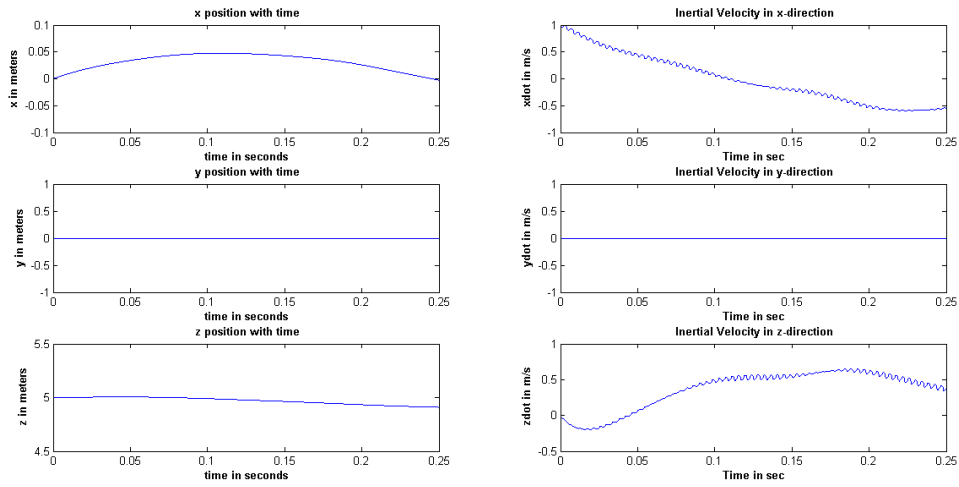 x position with time
0.1
0.05
0
-0.05
-0.1
x in meters
0 0.05 0.1 0.15 0.2 0.25
time in seconds
Inertial Velocity in x-direction
1
0.5
0
-0.5
-1
xdot in m/s
0 0.05 0.1 0.15 0.2 0.25
Time in sec
y position with time
1
0.5
0
-0.5
-1
y in meters
0 0.05 0.1 0.15 0.2 0.25
time in seconds
Inertial Velocity in y-direction
1
0.5
0
-0.5
-1
ydot in m/s
0 0.05 0.1 0.15 0.2 0.25
Time in sec
z position with time
5.5
5
4.5
z in meters
0 0.05 0.1 0.15 0.2 0.25
time in seconds
Inertial Velocity in z-direction
1
0.5
0
-0.5
zdot in m/s
0 0.05 0.1 0.15 0.2 0.25
Time in sec